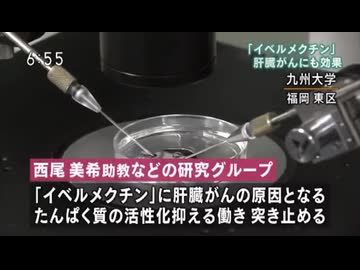 6:55
「イベルメクチン」
肝臓がんにも効果
九州大学
福岡 東区
西尾 美希助教などの研究グループ
「イベルメクチン」に肝臓がんの原因となる
たんぱく質の活性化抑える働き 突き止める